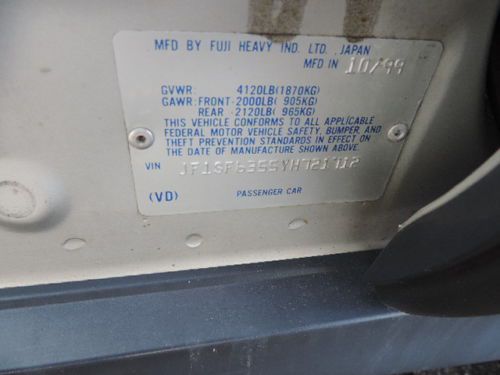 MFD BY FUJI HEAVY IND. LTD. JAPAN
MFD IN 10/99
GVWR: 4120LB(1870KG)
GAWR: FRONT-2000LB( 905KG)
REAR -2120LB( 965KG)
THIS VEHICLE CONFORMS TO ALL APPLICABLE
FEDERAL MOTOR VEHICLE SAFETY, BUMPER, AND
THEFT PREVENTION STANDARDS IN EFFECT ON
THE DATE OF MANUFACTURE SHOWN ABOVE.
VIN JF1SF6355YH721712
(VD) PASSENGER CAR